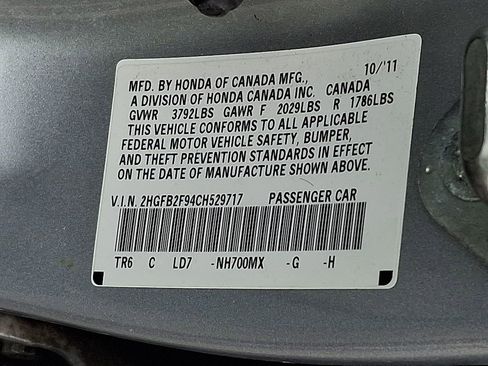 MFD. BY HONDA OF CANADA MFG., 10/'11
A DIVISION OF HONDA CANADA INC. CANADA
GVWR 3792LBS GAWR F 2029LBS R 1786LBS
THIS VEHICLE CONFORMS TO ALL APPLICABLE
FEDERAL MOTOR VEHICLE SAFETY, BUMPER,
AND THEFT PREVENTION STANDARDS IN EFFECT
ON THE DATE OF MANUFACTURE SHOWN ABOVE.
V.I.N. 2HGFB2F94CH529717 PASSENGER CAR
TR6 C LD7 -NH700MX -G -H